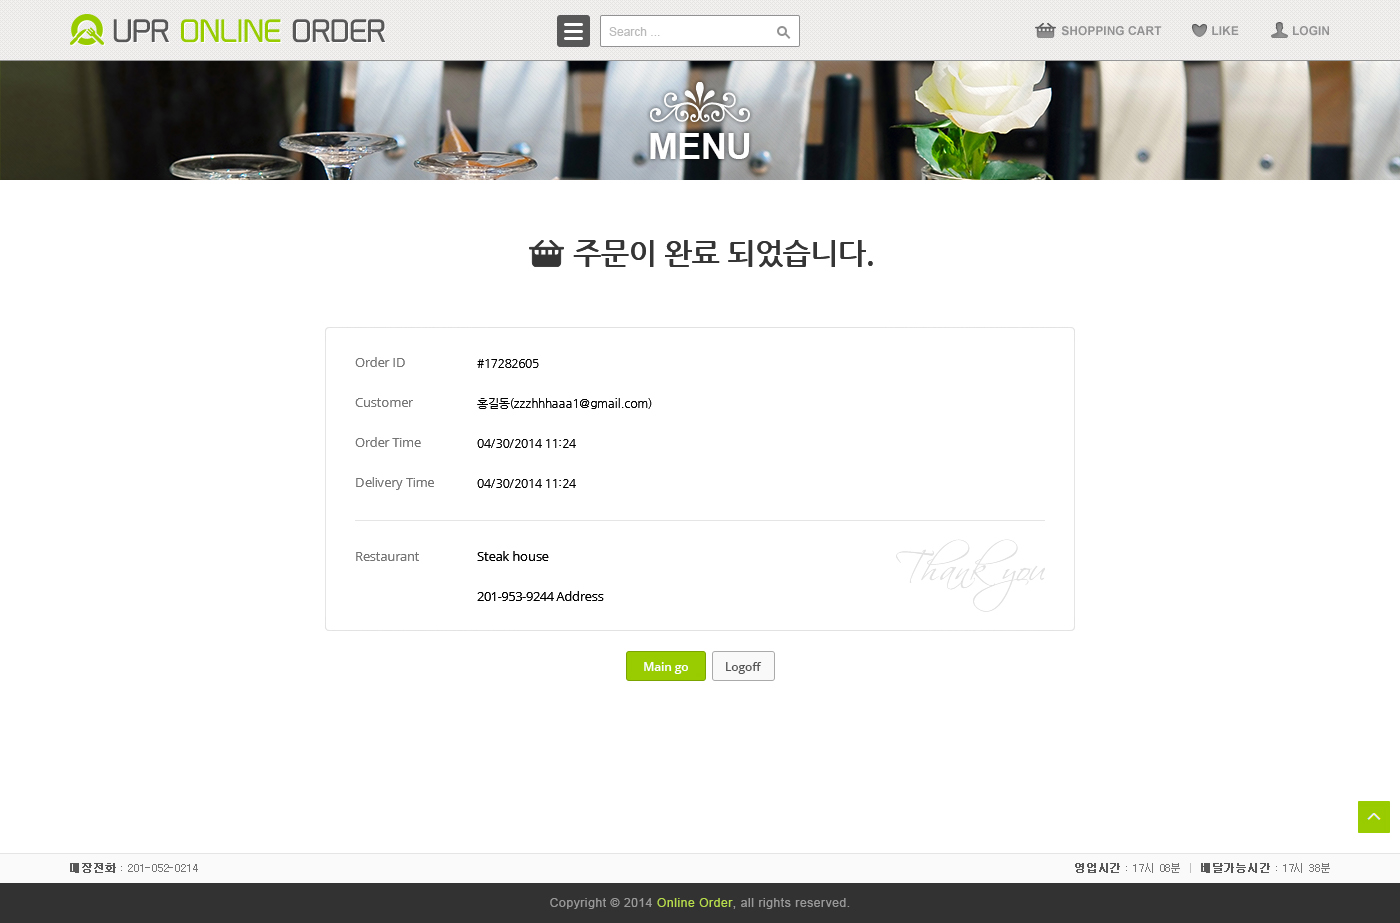 UPR ONLINE ORDER
Search ...
SHOPPING CART
LIKE
LOGIN
MENU
주문이 완료 되었습니다.
Order ID #17282605
Customer 홍길동(zzzhhhaaa1@gmail.com)
Order Time 04/30/2014 11:24
Delivery Time 04/30/2014 11:24
Restaurant Steak house
201-953-9244 Address
Thank you
Main go
Logoff
매장전화 : 201-052-0214
영업시간 : 17시 08분 | 배달가능시간 : 17시 38분
Copyright © 2014 Online Order, all rights reserved.